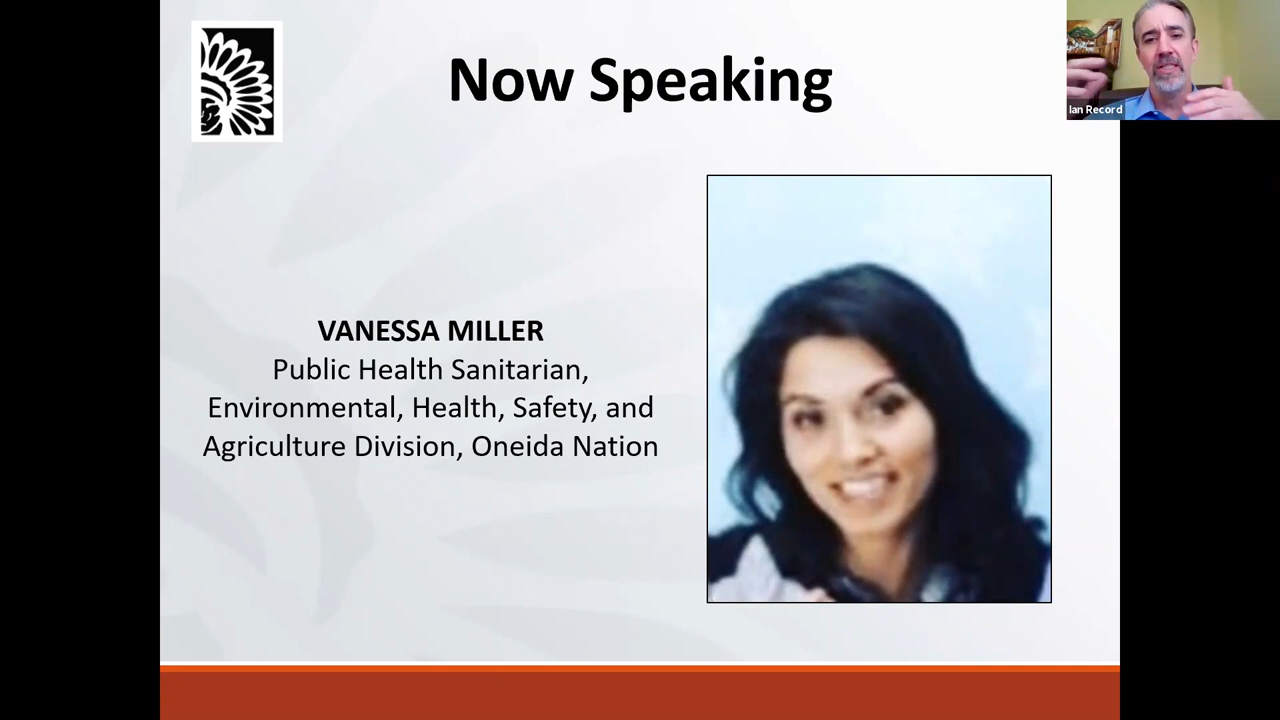 Now Speaking
Ian Record
VANESSA MILLER
Public Health Sanitarian,
Environmental, Health, Safety, and
Agriculture Division, Oneida Nation